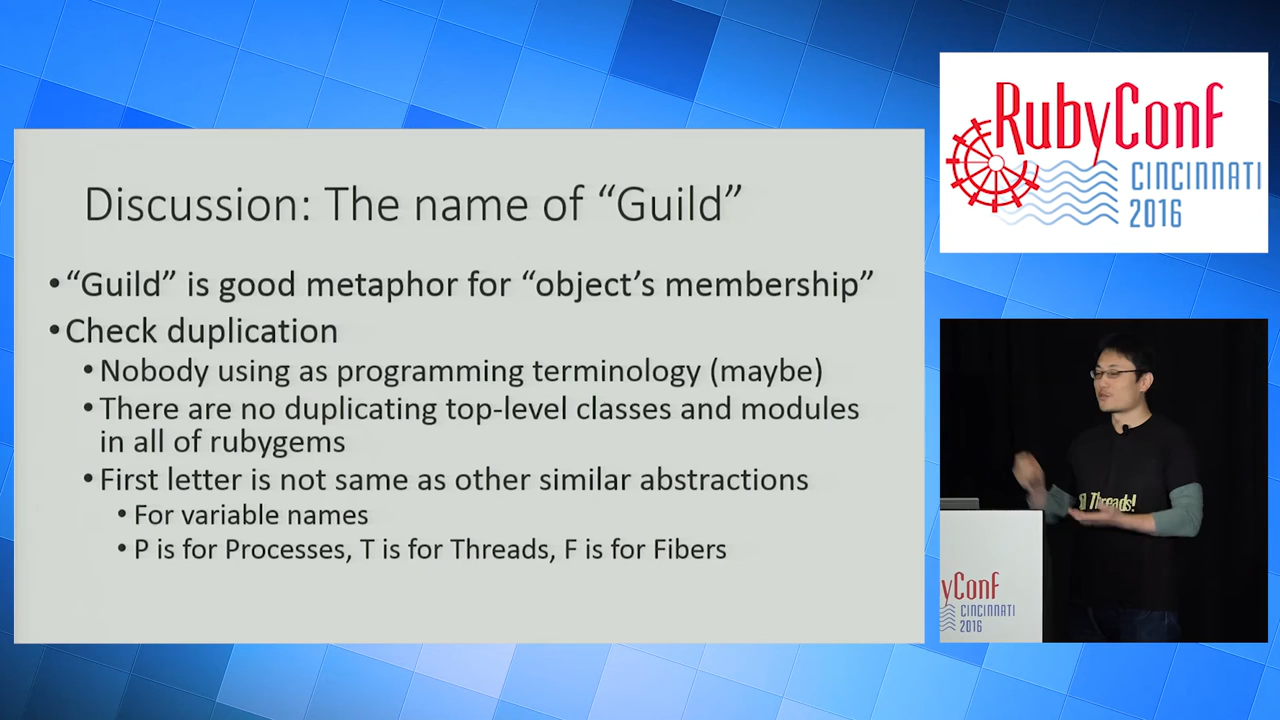 Discussion: The name of “Guild”
• “Guild” is good metaphor for “object’s membership”
• Check duplication
• Nobody using as programming terminology (maybe)
• There are no duplicating top-level classes and modules
in all of rubygems
• First letter is not same as other similar abstractions
• For variable names
• P is for Processes, T is for Threads, F is for Fibers
RubyConf
CINCINNATI
2016
Threads!
yConf
CINCINNATI
2016